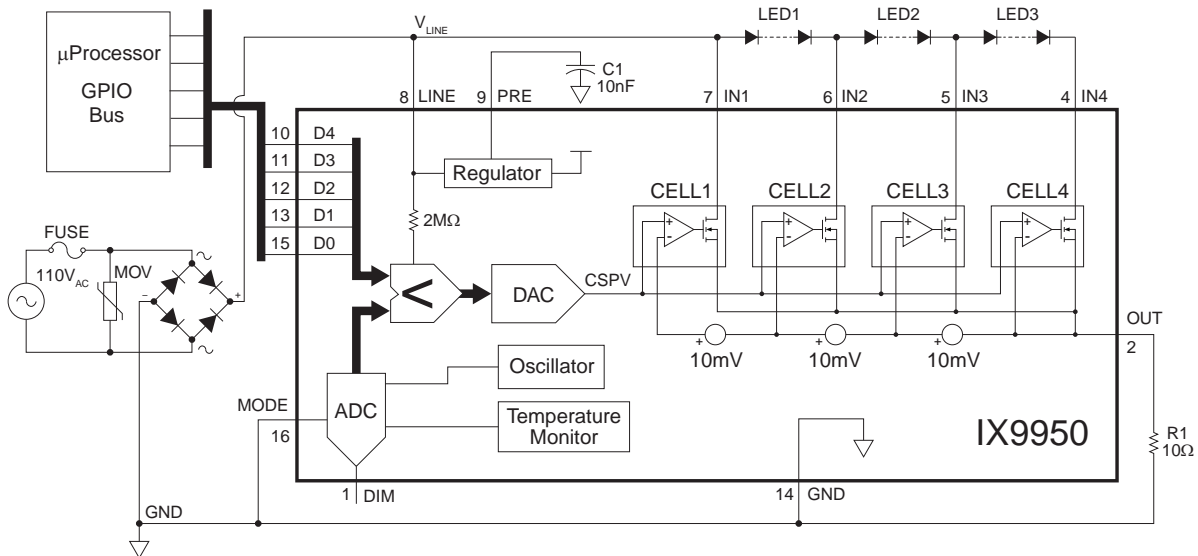 μProcessor
GPIO
Bus
V_LINE
LED1
LED2
LED3
C1
10nF
8
LINE
9
PRE
7
IN1
6
IN2
5
IN3
4
IN4
10
D4
11
D3
12
D2
13
D1
15
D0
Regulator
2MΩ
CELL1
CELL2
CELL3
CELL4
+
-
+
-
+
-
+
-
FUSE
110V_AC
MOV
-
+
<
DAC
CSPV
+
10mV
+
10mV
+
10mV
OUT
2
Oscillator
ADC
MODE
16
Temperature
Monitor
IX9950
R1
10Ω
1
DIM
14
GND
GND